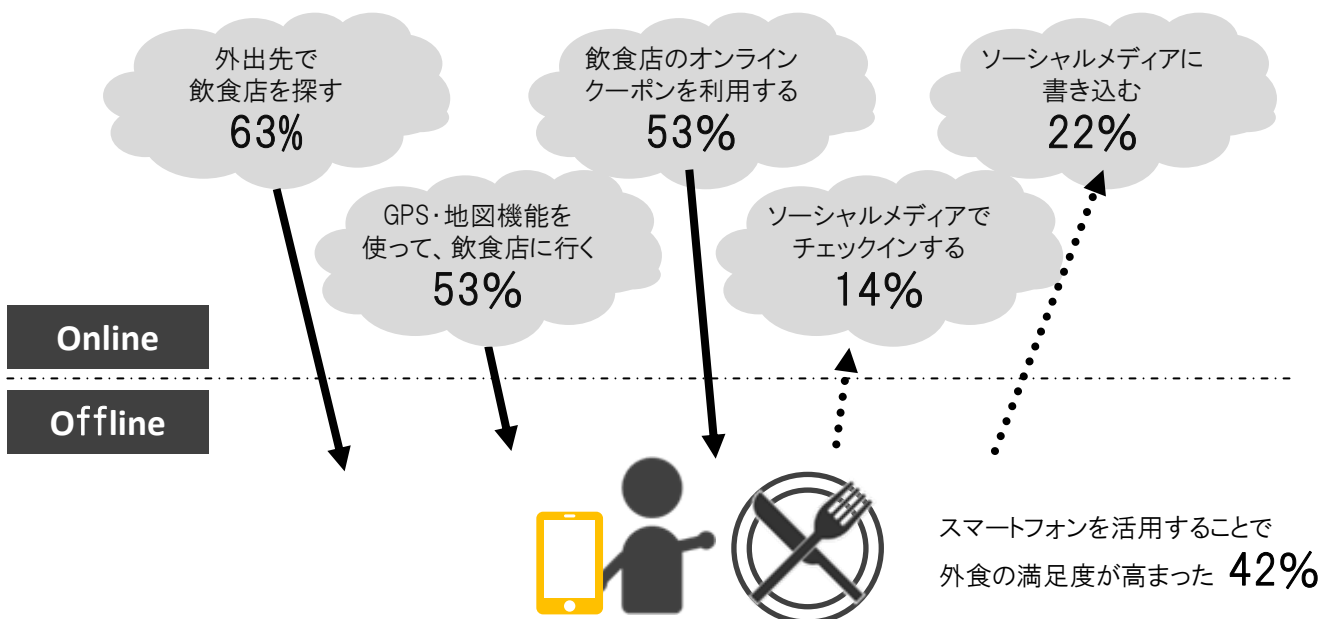 外出先で
飲食店を探す
63%
飲食店のオンライン
クーポンを利用する
53%
ソーシャルメディアに
書き込む
22%
GPS・地図機能を
使って、飲食店に行く
53%
ソーシャルメディアで
チェックインする
14%
Online
Offline
スマートフォンを活用することで
外食の満足度が高まった 42%